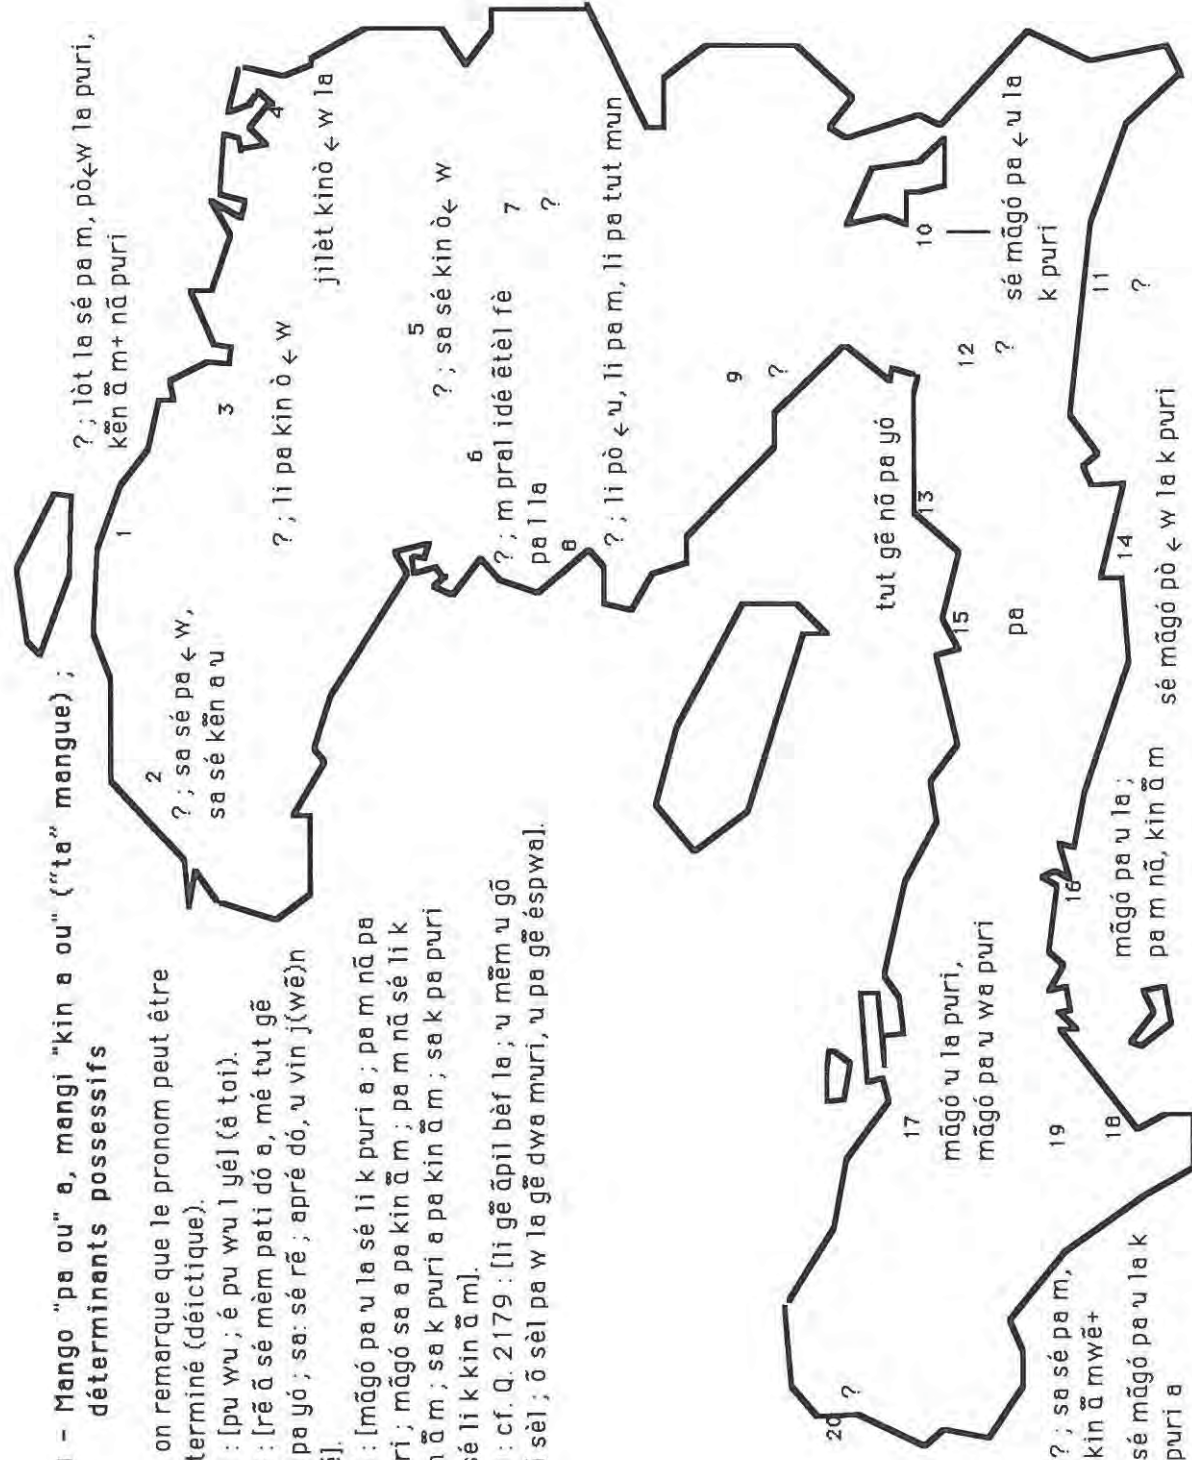 – Mango "pa ou" a, mangi "kin a ou" ("ta" mangue) ;
déterminants possessifs
on remarque que le pronom peut être
terminé (déictique).
: [pu wu ; é pu wu l yé] (à toi).
: [rẽ ã sé mèm pati dó a, mé tut gẽ
pa yó ; sa: sé rẽ ; apré dó, u vin j(wẽ)n
: [mãgó pa u la sé li k puri a ; pa m nã pa
ri ; mãgó sa a pa kin ã m ; pa m nã sé li k
ã m ; sa k puri a pa kin ã m ; sa k pa puri
sé li k kin ã m].
: cf. Q. 2179 : [li gẽ ãpil bèf la ; u mẽm u gõ
sèl ; õ sèl pa w la gẽ dwa muri, u pa gẽ éspwa].
1
? ; lòt la sé pa m, pò ← w la puri,
kẽn ã m+ nã puri
2
? ; sa sé pa ← w,
sa sé kẽn a u
3
? ; li pa kin ò ← w
4
jilèt kinò ← w la
5
? ; sa sé kin ò ← w
6
? ; m pral idé ẽtèl fè
pa l la
7
?
8
? ; li pò ← u, li pa m, li pa tut mun
9
?
10
sé mãgó pa ← u la
k puri
11
?
12
?
13
tut gẽ nõ pa yó
14
sé mãgó pò ← w la k puri
15
pa
16
mãgó pa u la ;
pa m nã, kin ã m
17
mãgó u la puri,
mãgó pa u wa puri
18
19
? ; sa sé pa m,
kin ã mwẽ+
sé mãgó pa u la k
puri a
20
?